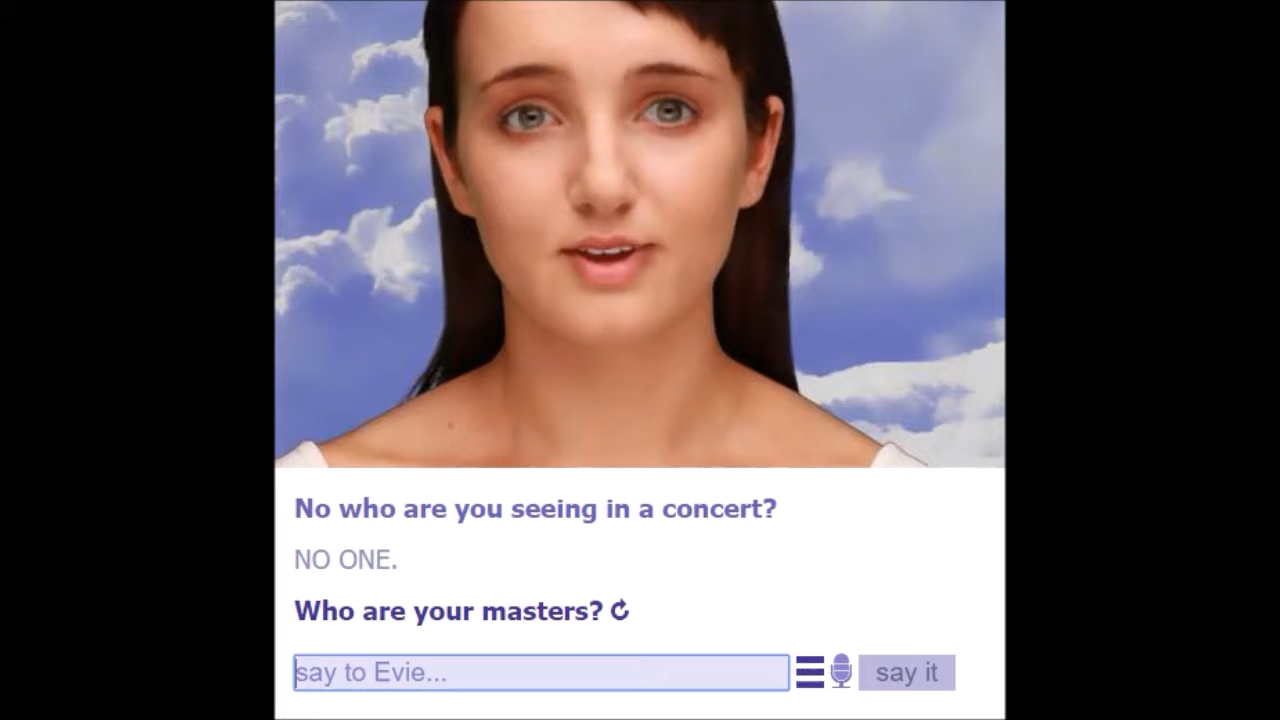 No who are you seeing in a concert?
NO ONE.
Who are your masters?
say to Evie... say it